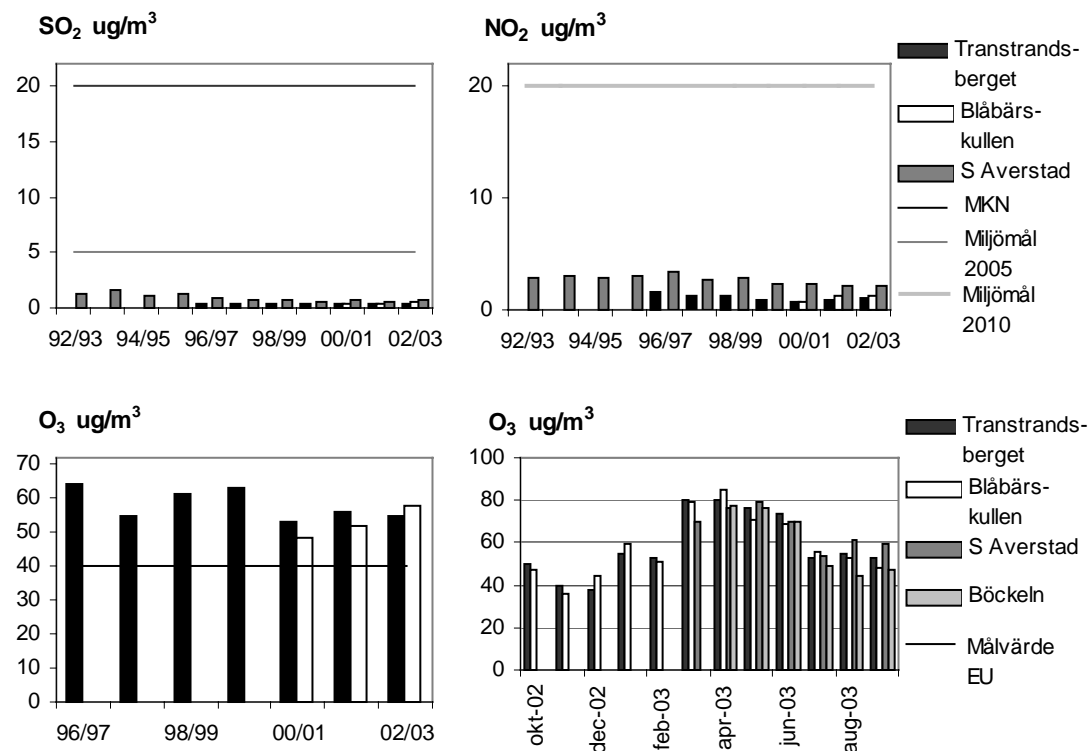 SO2 ug/m3
20
15
10
5
0
92/93 94/95 96/97 98/99 00/01 02/03
NO2 ug/m3
20
15
10
5
0
92/93 94/95 96/97 98/99 00/01 02/03
Transtrands-
berget
Blåbärs-
kullen
S Averstad
MKN
Miljömål
2005
Miljömål
2010
O3 ug/m3
70
60
50
40
30
20
10
0
96/97 98/99 00/01 02/03
O3 ug/m3
100
80
60
40
20
0
okt-02
dec-02
feb-03
apr-03
jun-03
aug-03
Transtrands-
berget
Blåbärs-
kullen
S Averstad
Böckeln
Målvärde
EU